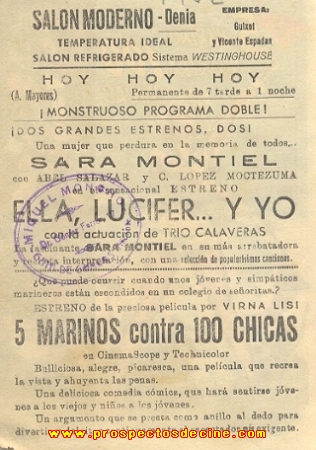 SALON MODERNO - Denia
EMPRESA:
Guixot
y Vicente Espadas
TEMPERATURA IDEAL
SALON REFRIGERADO Sistema WESTINGHOUSE
HOY HOY HOY
(A. Mayores) Permanente de 7 tarde a 1 noche
¡MONSTRUOSO PROGRAMA DOBLE!
¡DOS GRANDES ESTRENOS, DOS!
Una mujer que perdura en la memoria de todos...
SARA MONTIEL
con ABEL SALAZAR y C. LOPEZ MOCTEZUMA
el sensacional ESTRENO
ELLA, LUCIFER... Y YO
con la actuación de TRIO CALAVERAS
La fascinante SARA MONTIEL en su más arrebatadora
interpretación, con una selección de popularísimas canciones.
¿Que puede ocurrir cuando unos jóvenes y simpáticos
marineros están escondidos en un colegio de señoritas?
ESTRENO de la preciosa película por VIRNA LISI
5 MARINOS contra 100 CHICAS
en CinemaScope y Technicolor
Balliciosa, alegre, picaresca, una película que recrea
la vista y ahuyenta las penas.
Una deliciosa comedia cómica, que hará sentirse jóve-
nes a los viejos y niños a los jóvenes.
Un argumento que se presta como anillo al dedo para
más exigente.
www.prospectosdecine.com
MIGUEL MON